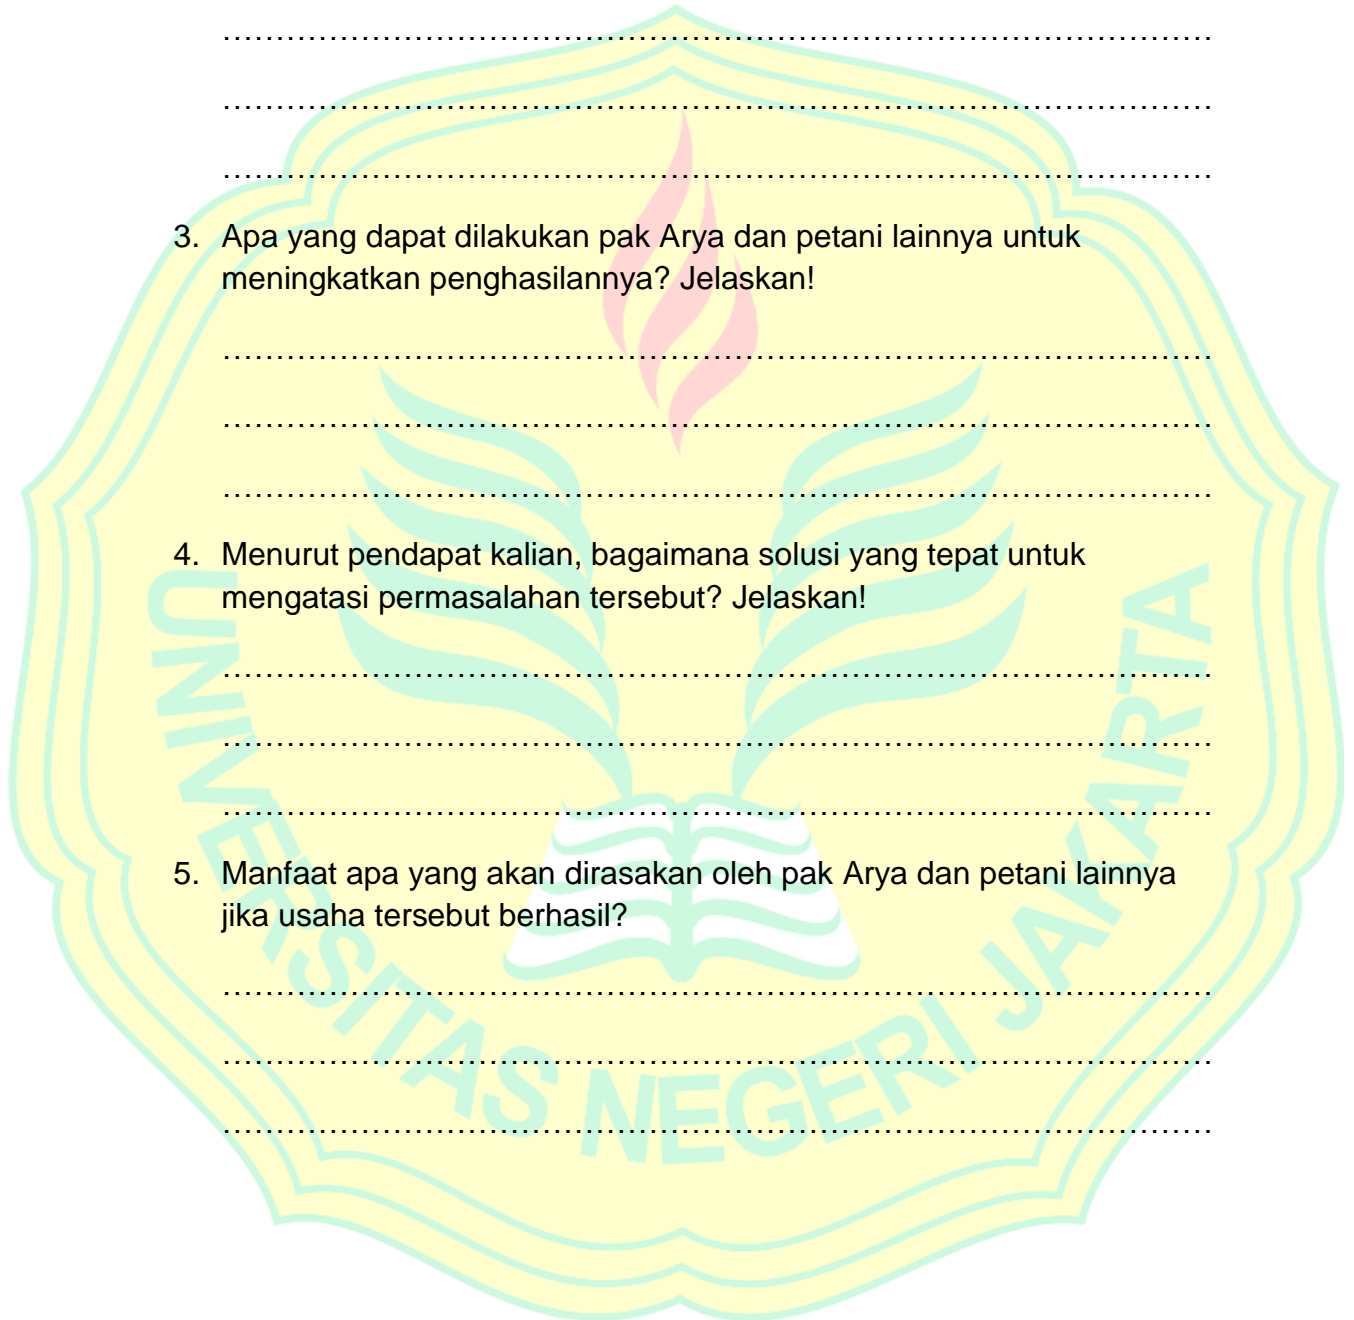 ……………………………………………………………………………………
……………………………………………………………………………………
……………………………………………………………………………………
3. Apa yang dapat dilakukan pak Arya dan petani lainnya untuk
meningkatkan penghasilannya? Jelaskan!
……………………………………………………………………………………
……………………………………………………………………………………
……………………………………………………………………………………
4. Menurut pendapat kalian, bagaimana solusi yang tepat untuk
mengatasi permasalahan tersebut? Jelaskan!
……………………………………………………………………………………
……………………………………………………………………………………
……………………………………………………………………………………
5. Manfaat apa yang akan dirasakan oleh pak Arya dan petani lainnya
jika usaha tersebut berhasil?
……………………………………………………………………………………
……………………………………………………………………………………
……………………………………………………………………………………
UNIVERSITAS NEGERI JAKARTA